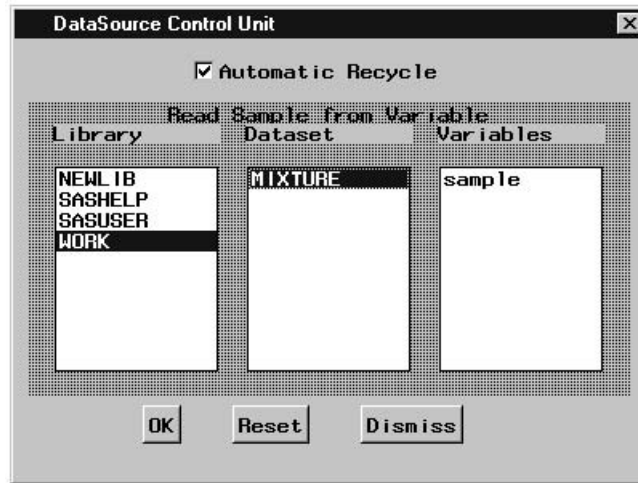 DataSource Control Unit
Automatic Recycle
Read Sample from Variable
Library Dataset Variables
NEWLIB MIXTURE sample
SASHELP
SASUSER
WORK
OK Reset Dismiss